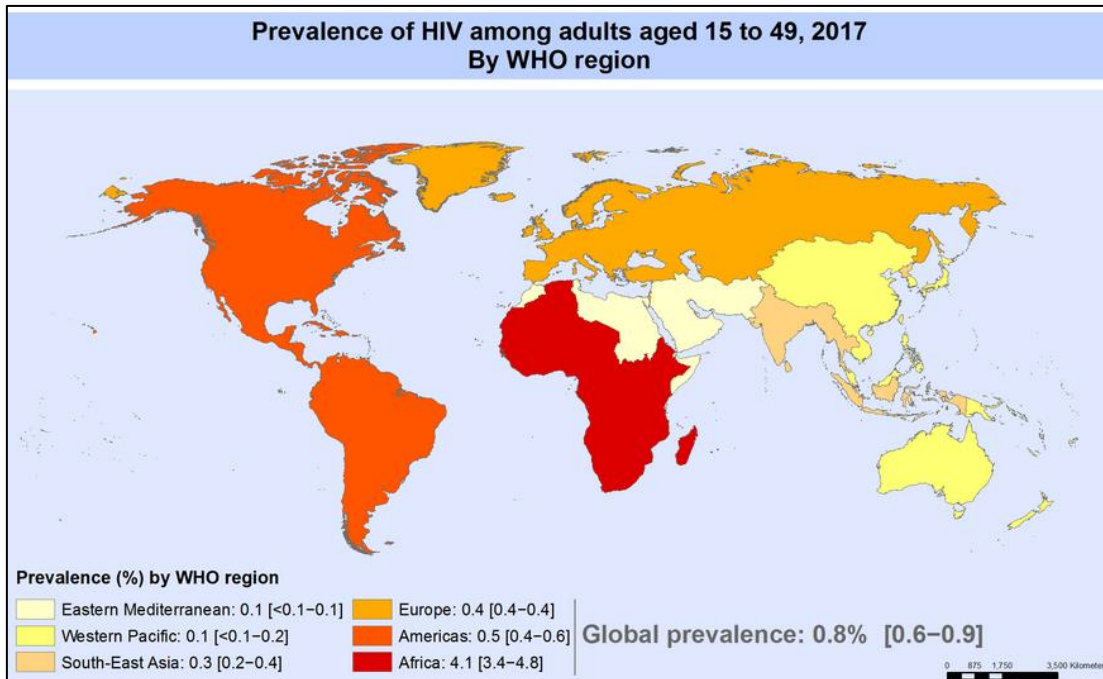 Prevalence of HIV among adults aged 15 to 49, 2017
By WHO region
Prevalence (%) by WHO region
Eastern Mediterranean: 0.1 [<0.1−0.1]
Western Pacific: 0.1 [<0.1−0.2]
South-East Asia: 0.3 [0.2−0.4]
Europe: 0.4 [0.4−0.4]
Americas: 0.5 [0.4−0.6]
Africa: 4.1 [3.4−4.8]
Global prevalence: 0.8% [0.6−0.9]
0 875 1,750 3,500 Kilometer